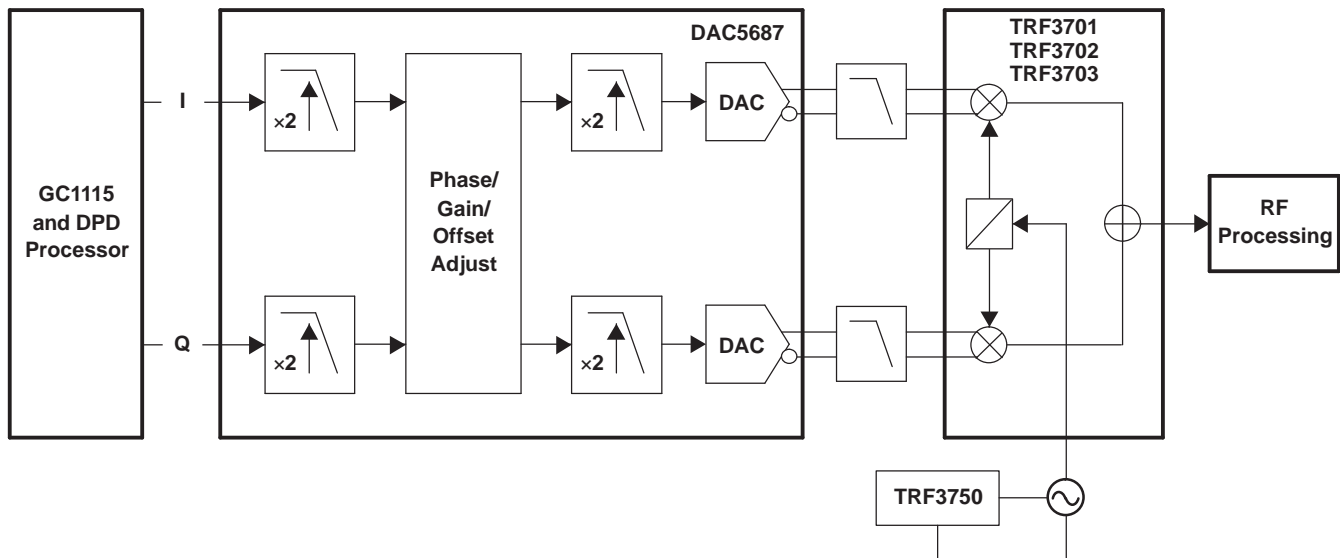 DAC5687
TRF3701
TRF3702
TRF3703
I
×2
×2
DAC
GC1115
and DPD
Processor
Phase/
Gain/
Offset
Adjust
RF
Processing
Q
×2
×2
DAC
TRF3750